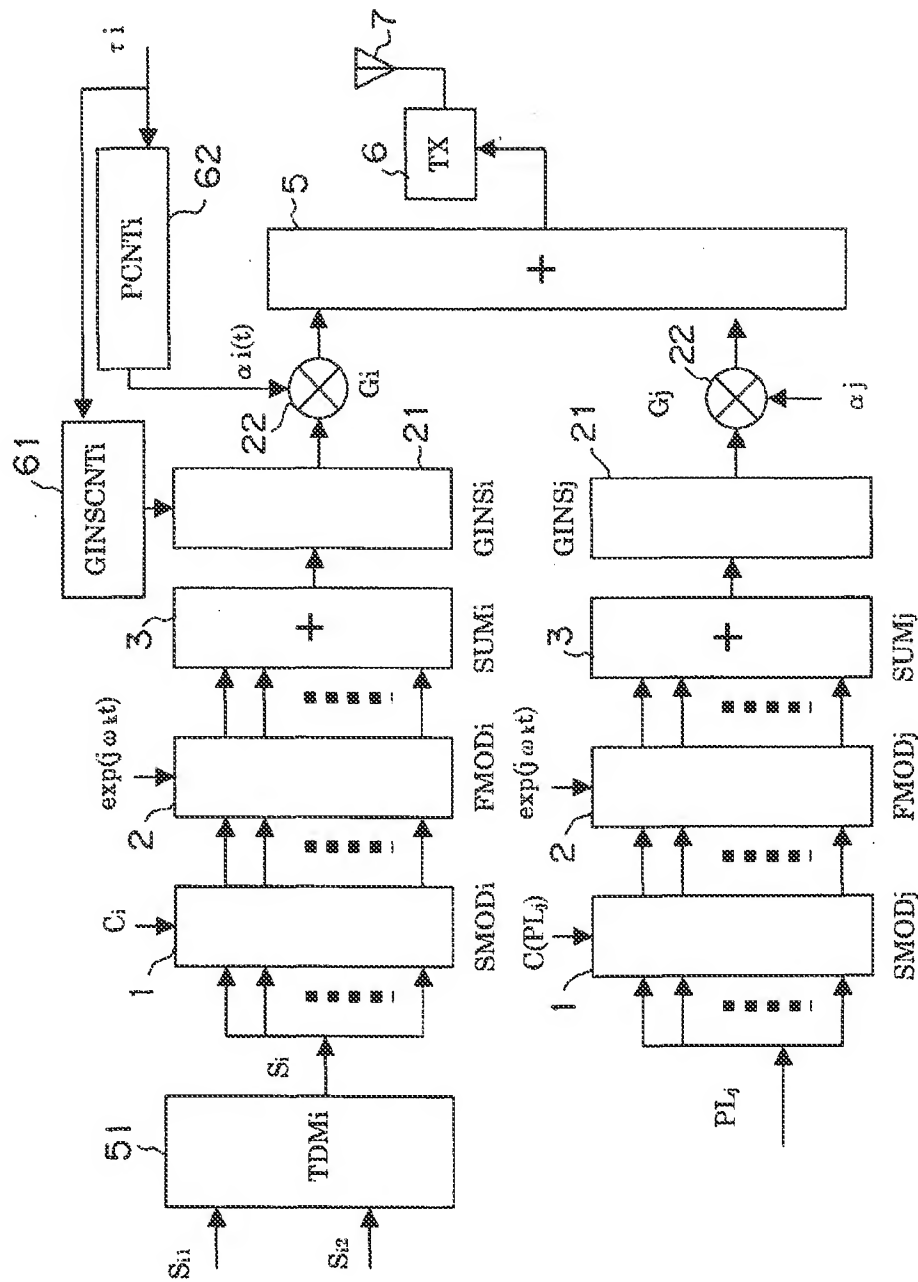 τi
61
GINSCNTi
PCNTi
62
αi(t)
7
6
TX
5
+
51
TDMi
Si1
Si2
Si
1
Ci
SMODi
2
exp(jωkt)
FMODi
3
+
SUMi
21
GINSi
22
Gi
PLj
1
C(PLj)
SMODj
2
exp(jωkt)
FMODj
3
+
SUMj
21
GINSj
22
Gj
αj